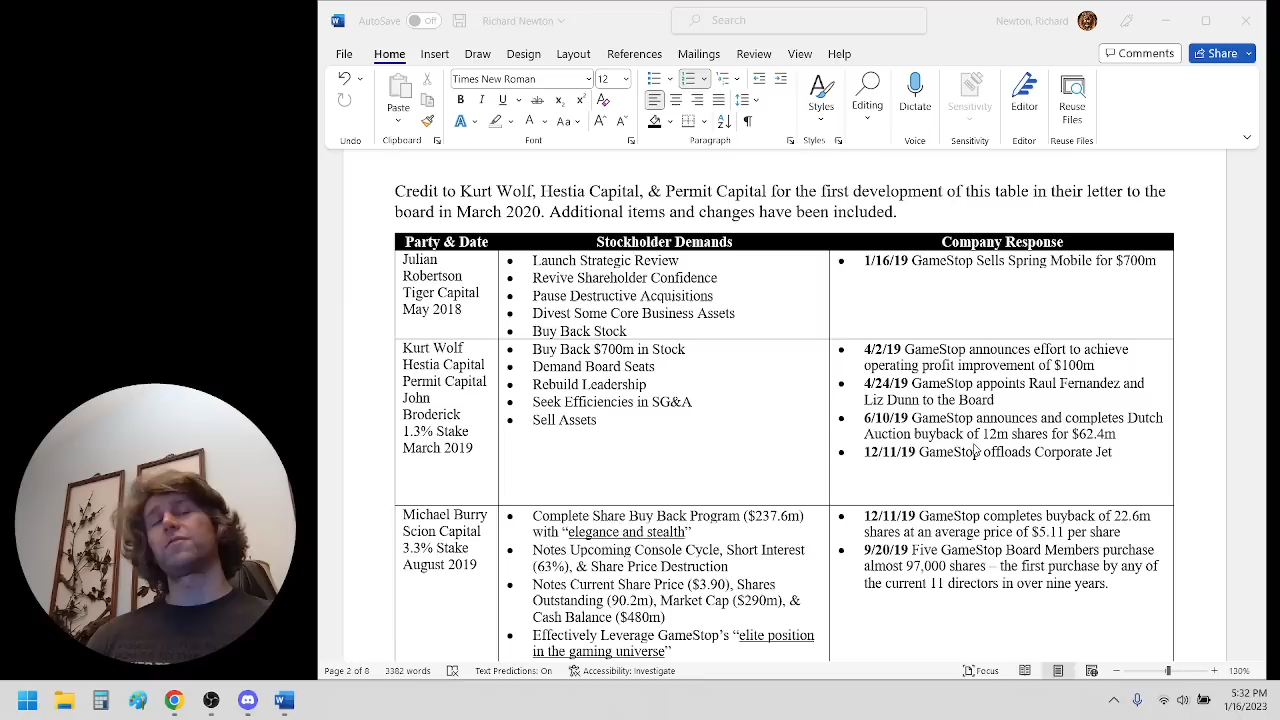 AutoSave Off Richard Newton Search Newton, Richard
File Home Insert Draw Design Layout References Mailings Review View Help Comments Share
Times New Roman 12
Paste Styles Editing Dictate Sensitivity Editor Reuse Files
Undo Clipboard Font Paragraph Styles Voice Sensitivity Editor Reuse Files
Credit to Kurt Wolf, Hestia Capital, & Permit Capital for the first development of this table in their letter to the
board in March 2020. Additional items and changes have been included.
Party & Date Stockholder Demands Company Response
Julian
Robertson
Tiger Capital
May 2018
• Launch Strategic Review
• Revive Shareholder Confidence
• Pause Destructive Acquisitions
• Divest Some Core Business Assets
• Buy Back Stock
• 1/16/19 GameStop Sells Spring Mobile for $700m
Kurt Wolf
Hestia Capital
Permit Capital
John
Broderick
1.3% Stake
March 2019
• Buy Back $700m in Stock
• Demand Board Seats
• Rebuild Leadership
• Seek Efficiencies in SG&A
• Sell Assets
• 4/2/19 GameStop announces effort to achieve
operating profit improvement of $100m
• 4/24/19 GameStop appoints Raul Fernandez and
Liz Dunn to the Board
• 6/10/19 GameStop announces and completes Dutch
Auction buyback of 12m shares for $62.4m
• 12/11/19 GameStop offloads Corporate Jet
Michael Burry
Scion Capital
3.3% Stake
August 2019
• Complete Share Buy Back Program ($237.6m)
with “elegance and stealth”
• Notes Upcoming Console Cycle, Short Interest
(63%), & Share Price Destruction
• Notes Current Share Price ($3.90), Shares
Outstanding (90.2m), Market Cap ($290m), &
Cash Balance ($480m)
• Effectively Leverage GameStop’s “elite position
in the gaming universe”
• 12/11/19 GameStop completes buyback of 22.6m
shares at an average price of $5.11 per share
• 9/20/19 Five GameStop Board Members purchase
almost 97,000 shares – the first purchase by any of
the current 11 directors in over nine years.
Page 2 of 8 3382 words Text Predictions: On Accessibility: Investigate Focus 130%
5:32 PM
1/16/2023